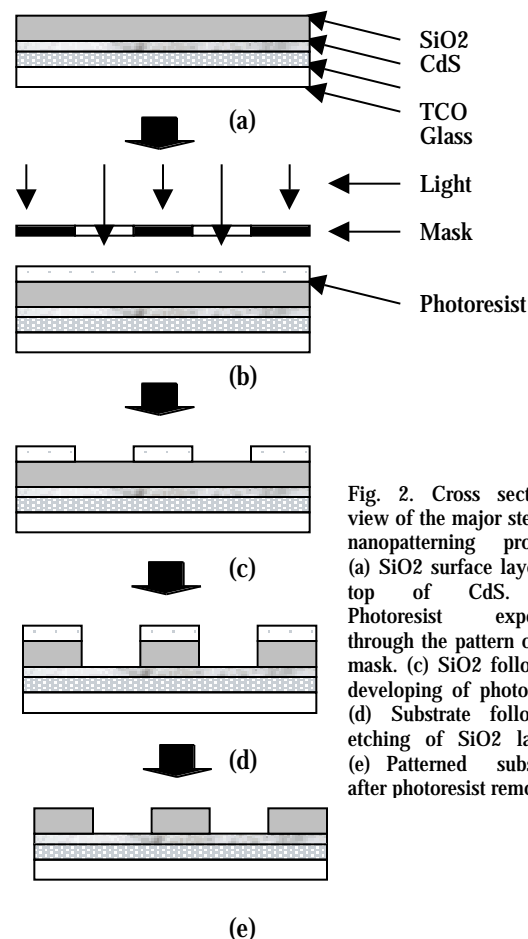 SiO2
CdS
TCO
Glass
(a)
Light
Mask
Photoresist
(b)
(c)
(d)
(e)
Fig. 2. Cross sect
view of the major ste
nanopatterning pro
(a) SiO2 surface laye
top of CdS.
Photoresist expo
through the pattern o
mask. (c) SiO2 follo
developing of photo
(d) Substrate follo
etching of SiO2 la
(e) Patterned subs
after photoresist remo